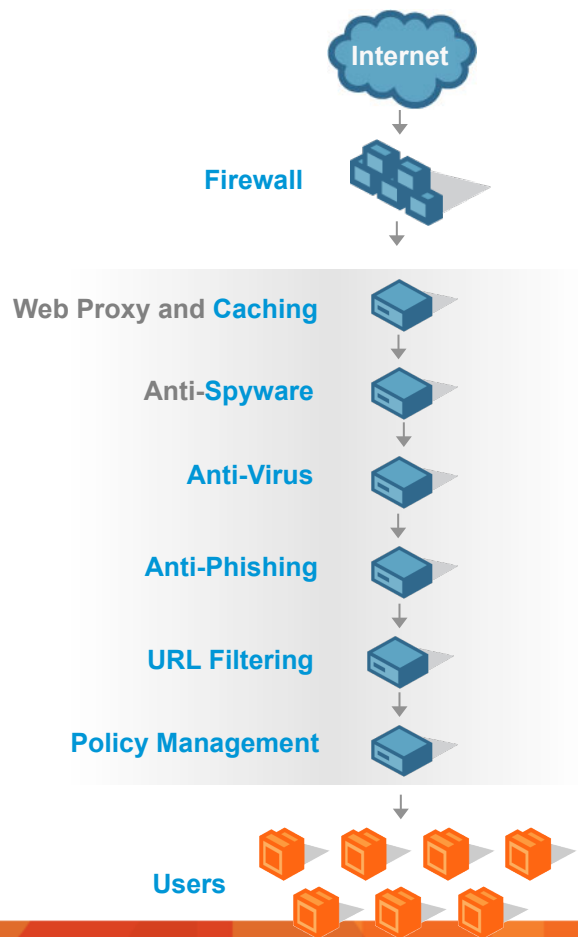 Internet
Firewall
Web Proxy and Caching
Anti-Spyware
Anti-Virus
Anti-Phishing
URL Filtering
Policy Management
Users